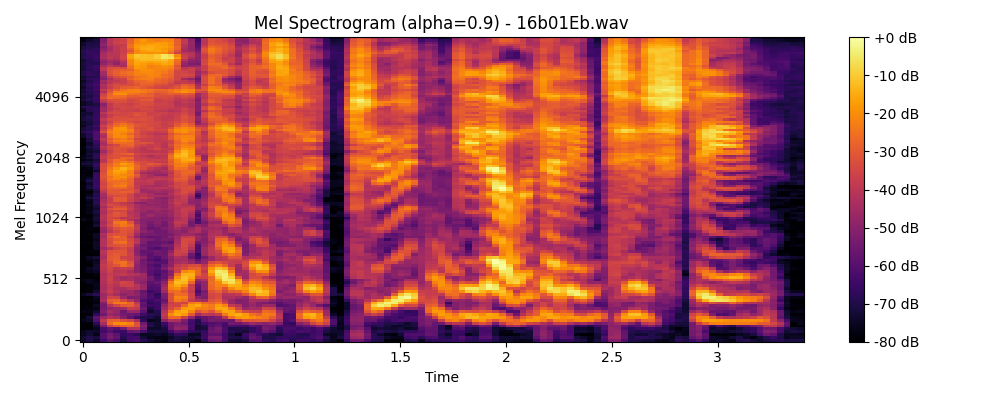 Mel Spectrogram (alpha=0.9) - 16b01Eb.wav
Mel Frequency
4096
2048
1024
512
0
0
0.5
1
1.5
2
2.5
3
Time
+0 dB
-10 dB
-20 dB
-30 dB
-40 dB
-50 dB
-60 dB
-70 dB
-80 dB